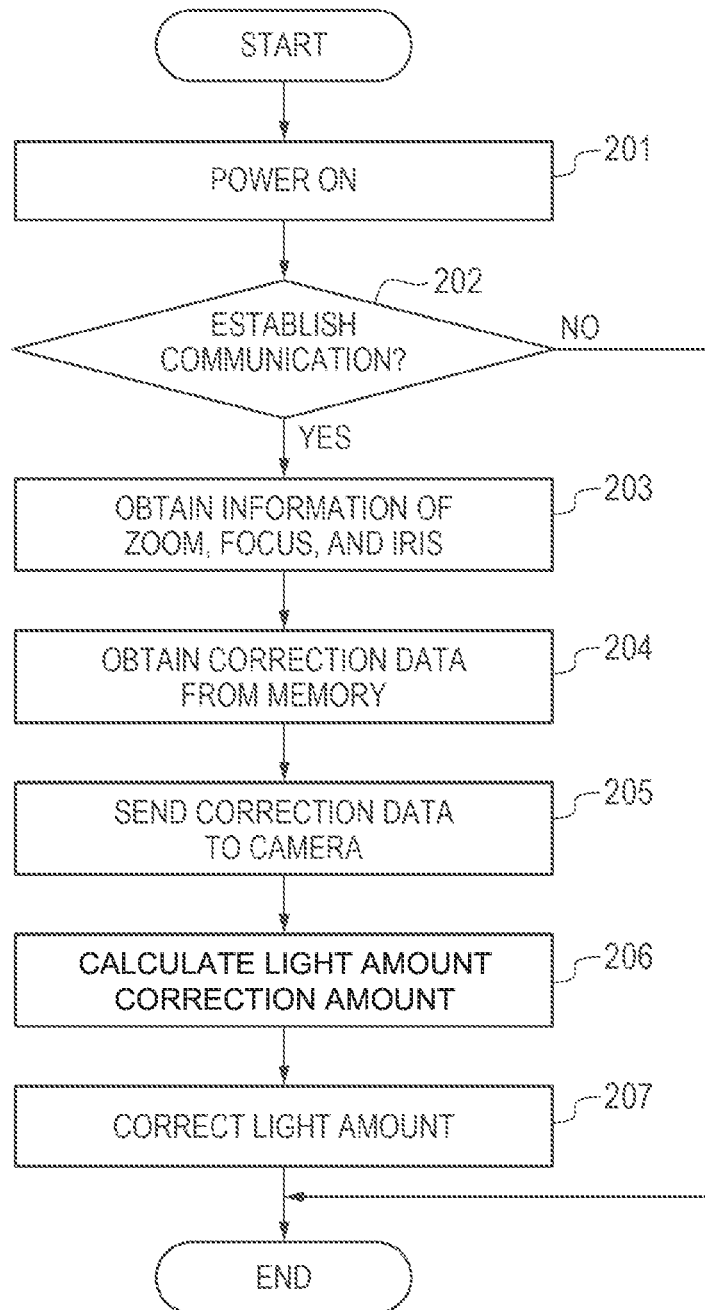 START
POWER ON
201
202
ESTABLISH
COMMUNICATION?
NO
YES
OBTAIN INFORMATION OF
ZOOM, FOCUS, AND IRIS
203
OBTAIN CORRECTION DATA
FROM MEMORY
204
SEND CORRECTION DATA
TO CAMERA
205
CALCULATE LIGHT AMOUNT
CORRECTION AMOUNT
206
CORRECT LIGHT AMOUNT
207
END